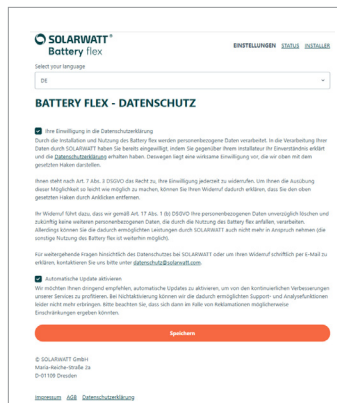 SOLARWATT®
Battery flex
EINSTELLUNGEN STATUS INSTALLER
Select your language
DE
BATTERY FLEX - DATENSCHUTZ
Ihre Einwilligung in die Datenschutzerklärung
Durch die Installation und Nutzung des Battery flex werden personenbezogene Daten verarbeitet. In die Verarbeitung Ihrer
Daten durch SOLARWATT haben Sie bereits eingewilligt, indem Sie gegenüber Ihrem Installateur Ihr Einverständnis erklärt
und die Datenschutzerklärung erhalten haben. Deswegen liegt eine wirksame Einwilligung vor, die wir oben mit dem
gesetzten Haken darstellen.
Ihnen steht nach Art. 7 Abs. 3 DSGVO das Recht zu, Ihre Einwilligung jederzeit zu widerrufen. Um Ihnen die Ausübung
dieser Möglichkeit so leicht wie möglich zu machen, können Sie Ihren Widerruf dadurch erklären, dass Sie den oben
gesetzten Haken durch Anklicken entfernen.
Ihr Widerruf führt dazu, dass wir gemäß Art. 17 Abs. 1 (b) DSGVO Ihre personenbezogenen Daten unverzüglich löschen und
zukünftig keine weiteren personenbezogenen Daten, die durch die Nutzung des Battery flex anfallen, verarbeiten.
Allerdings können Sie die dadurch ermöglichten Leistungen durch SOLARWATT auch nicht mehr in Anspruch nehmen (die
sonstige Nutzung des Battery flex ist weiterhin möglich).
Für weitergehende Fragen hinsichtlich des Datenschuttes bei SOLARWATT oder um Ihren Widerruf schriftlich per E-Mail zu
erklären, kontaktieren Sie uns bitte unter datenschutz@solarwatt.com.
Automatische Update aktivieren
Wir möchten Ihnen dringend empfehlen, automatische Updates zu aktivieren, um von den kontinuierlichen Verbesserungen
unserer Services zu profitieren. Bei Nichtaktivierung können wir die dadurch ermöglichten Support- und Analysefunktionen
leider nicht mehr erbringen. Bitte beachten Sie, dass sich dann im Falle von Reklamationen möglicherweise
Einschränkungen ergeben könnten.
Speichern
© SOLARWATT GmbH
Maria-Reiche-Straße 2a
D-01109 Dresden
Impressum AGB Datenschutzerklärung